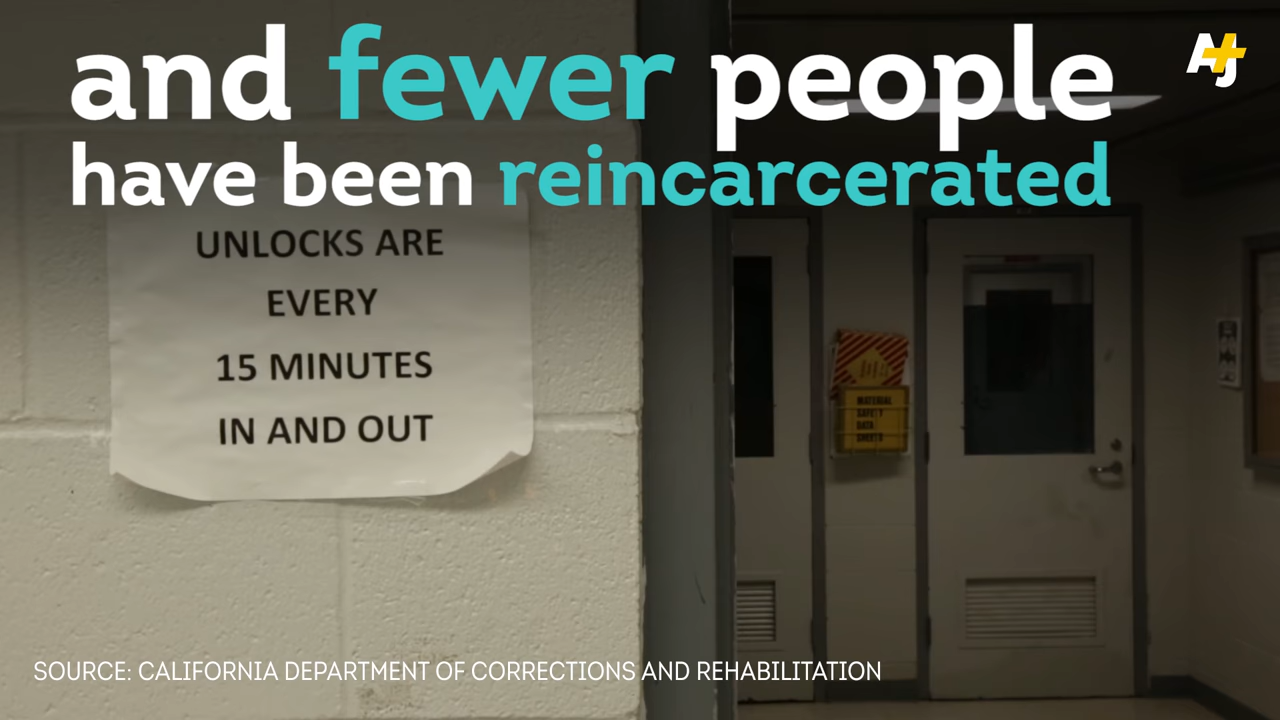 and fewer people
have been reincarcerated
AJ+
UNLOCKS ARE
EVERY
15 MINUTES
IN AND OUT
MATERIAL
SAFETY
DATA
SHEETS
SOURCE: CALIFORNIA DEPARTMENT OF CORRECTIONS AND REHABILITATION